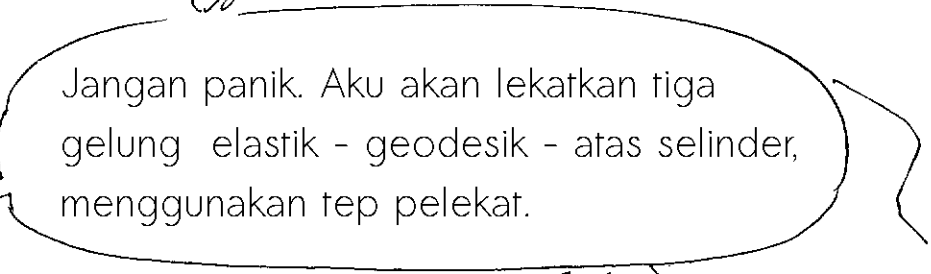 Jangan panik. Aku akan lekatkan tiga
gelung elastik - geodesik - atas selinder,
menggunakan tep pelekat.